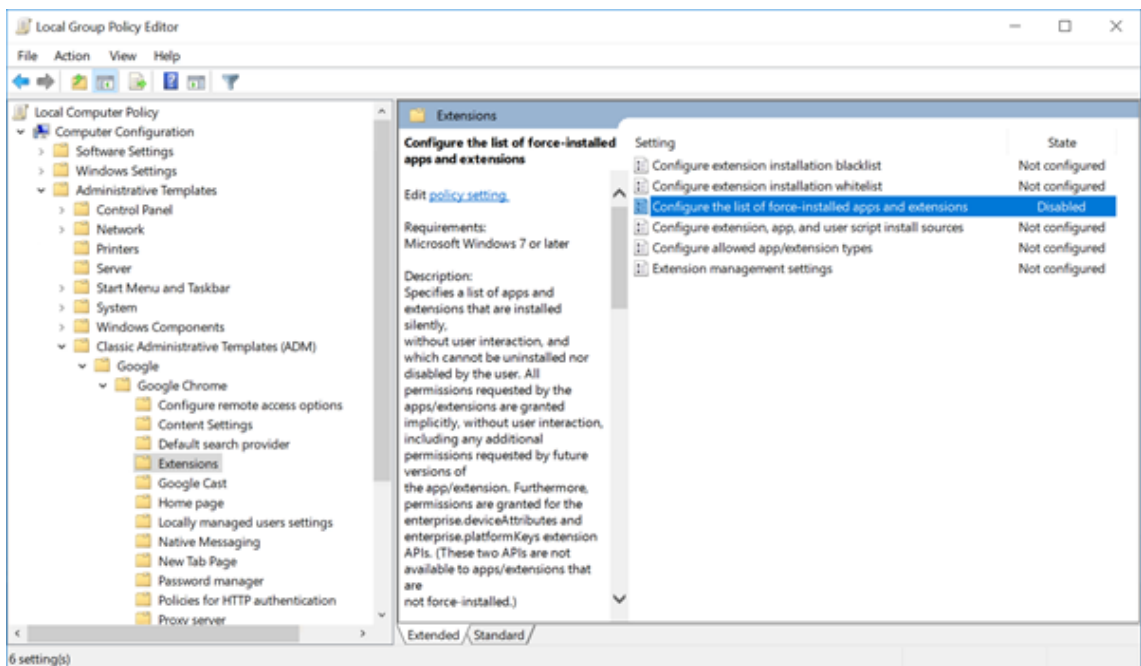 Local Group Policy Editor
File Action View Help
Local Computer Policy
Computer Configuration
Software Settings
Windows Settings
Administrative Templates
Control Panel
Network
Printers
Server
Start Menu and Taskbar
System
Windows Components
Classic Administrative Templates (ADM)
Google
Google Chrome
Configure remote access options
Content Settings
Default search provider
Extensions
Google Cast
Home page
Locally managed users settings
Native Messaging
New Tab Page
Password manager
Policies for HTTP authentication
Proxy server
Extensions
Configure the list of force-installed
apps and extensions
Edit policy setting.
Requirements:
Microsoft Windows 7 or later
Description:
Specifies a list of apps and
extensions that are installed
silently,
without user interaction, and
which cannot be uninstalled nor
disabled by the user. All
permissions requested by the
apps/extensions are granted
implicitly, without user interaction,
including any additional
permissions requested by future
versions of
the app/extension. Furthermore,
permissions are granted for the
enterprise.deviceAttributes and
enterprise.platformKeys extension
APIs. (These two APIs are not
available to apps/extensions that
are
not force-installed.)
Setting State
Configure extension installation blacklist Not configured
Configure extension installation whitelist Not configured
Configure the list of force-installed apps and extensions Disabled
Configure extension, app, and user script install sources Not configured
Configure allowed app/extension types Not configured
Extension management settings Not configured
Extended Standard
6 setting(s)